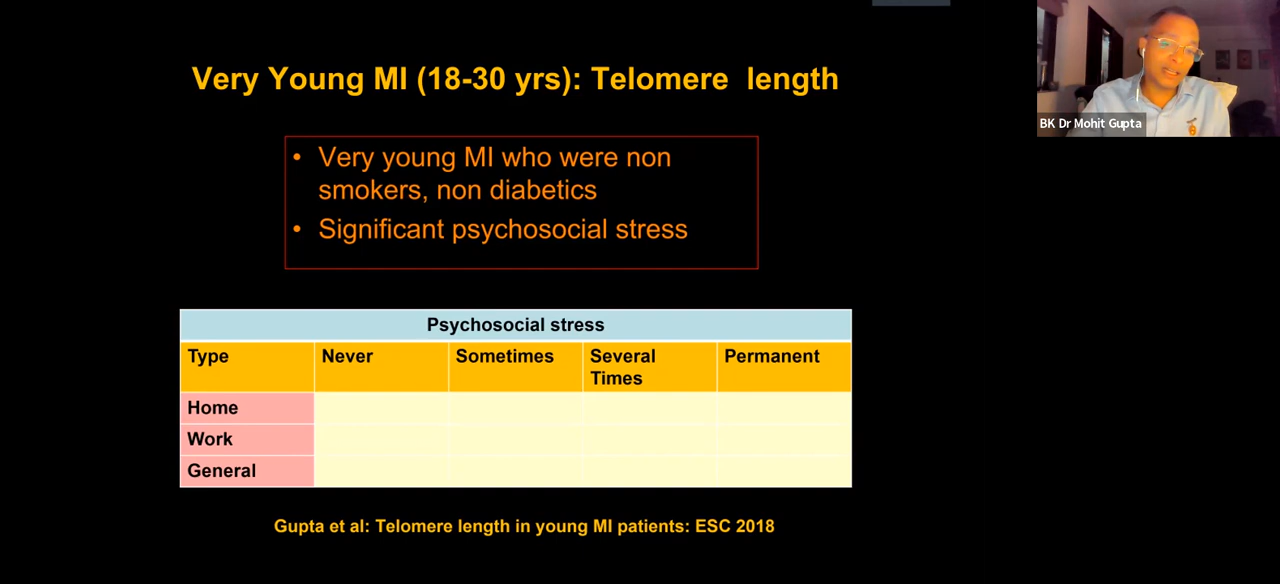 Very Young MI (18-30 yrs): Telomere length
BK Dr Mohit Gupta
• Very young MI who were non
smokers, non diabetics
• Significant psychosocial stress
Psychosocial stress
Type Never Sometimes Several Times Permanent
Home
Work
General
Gupta et al: Telomere length in young MI patients: ESC 2018